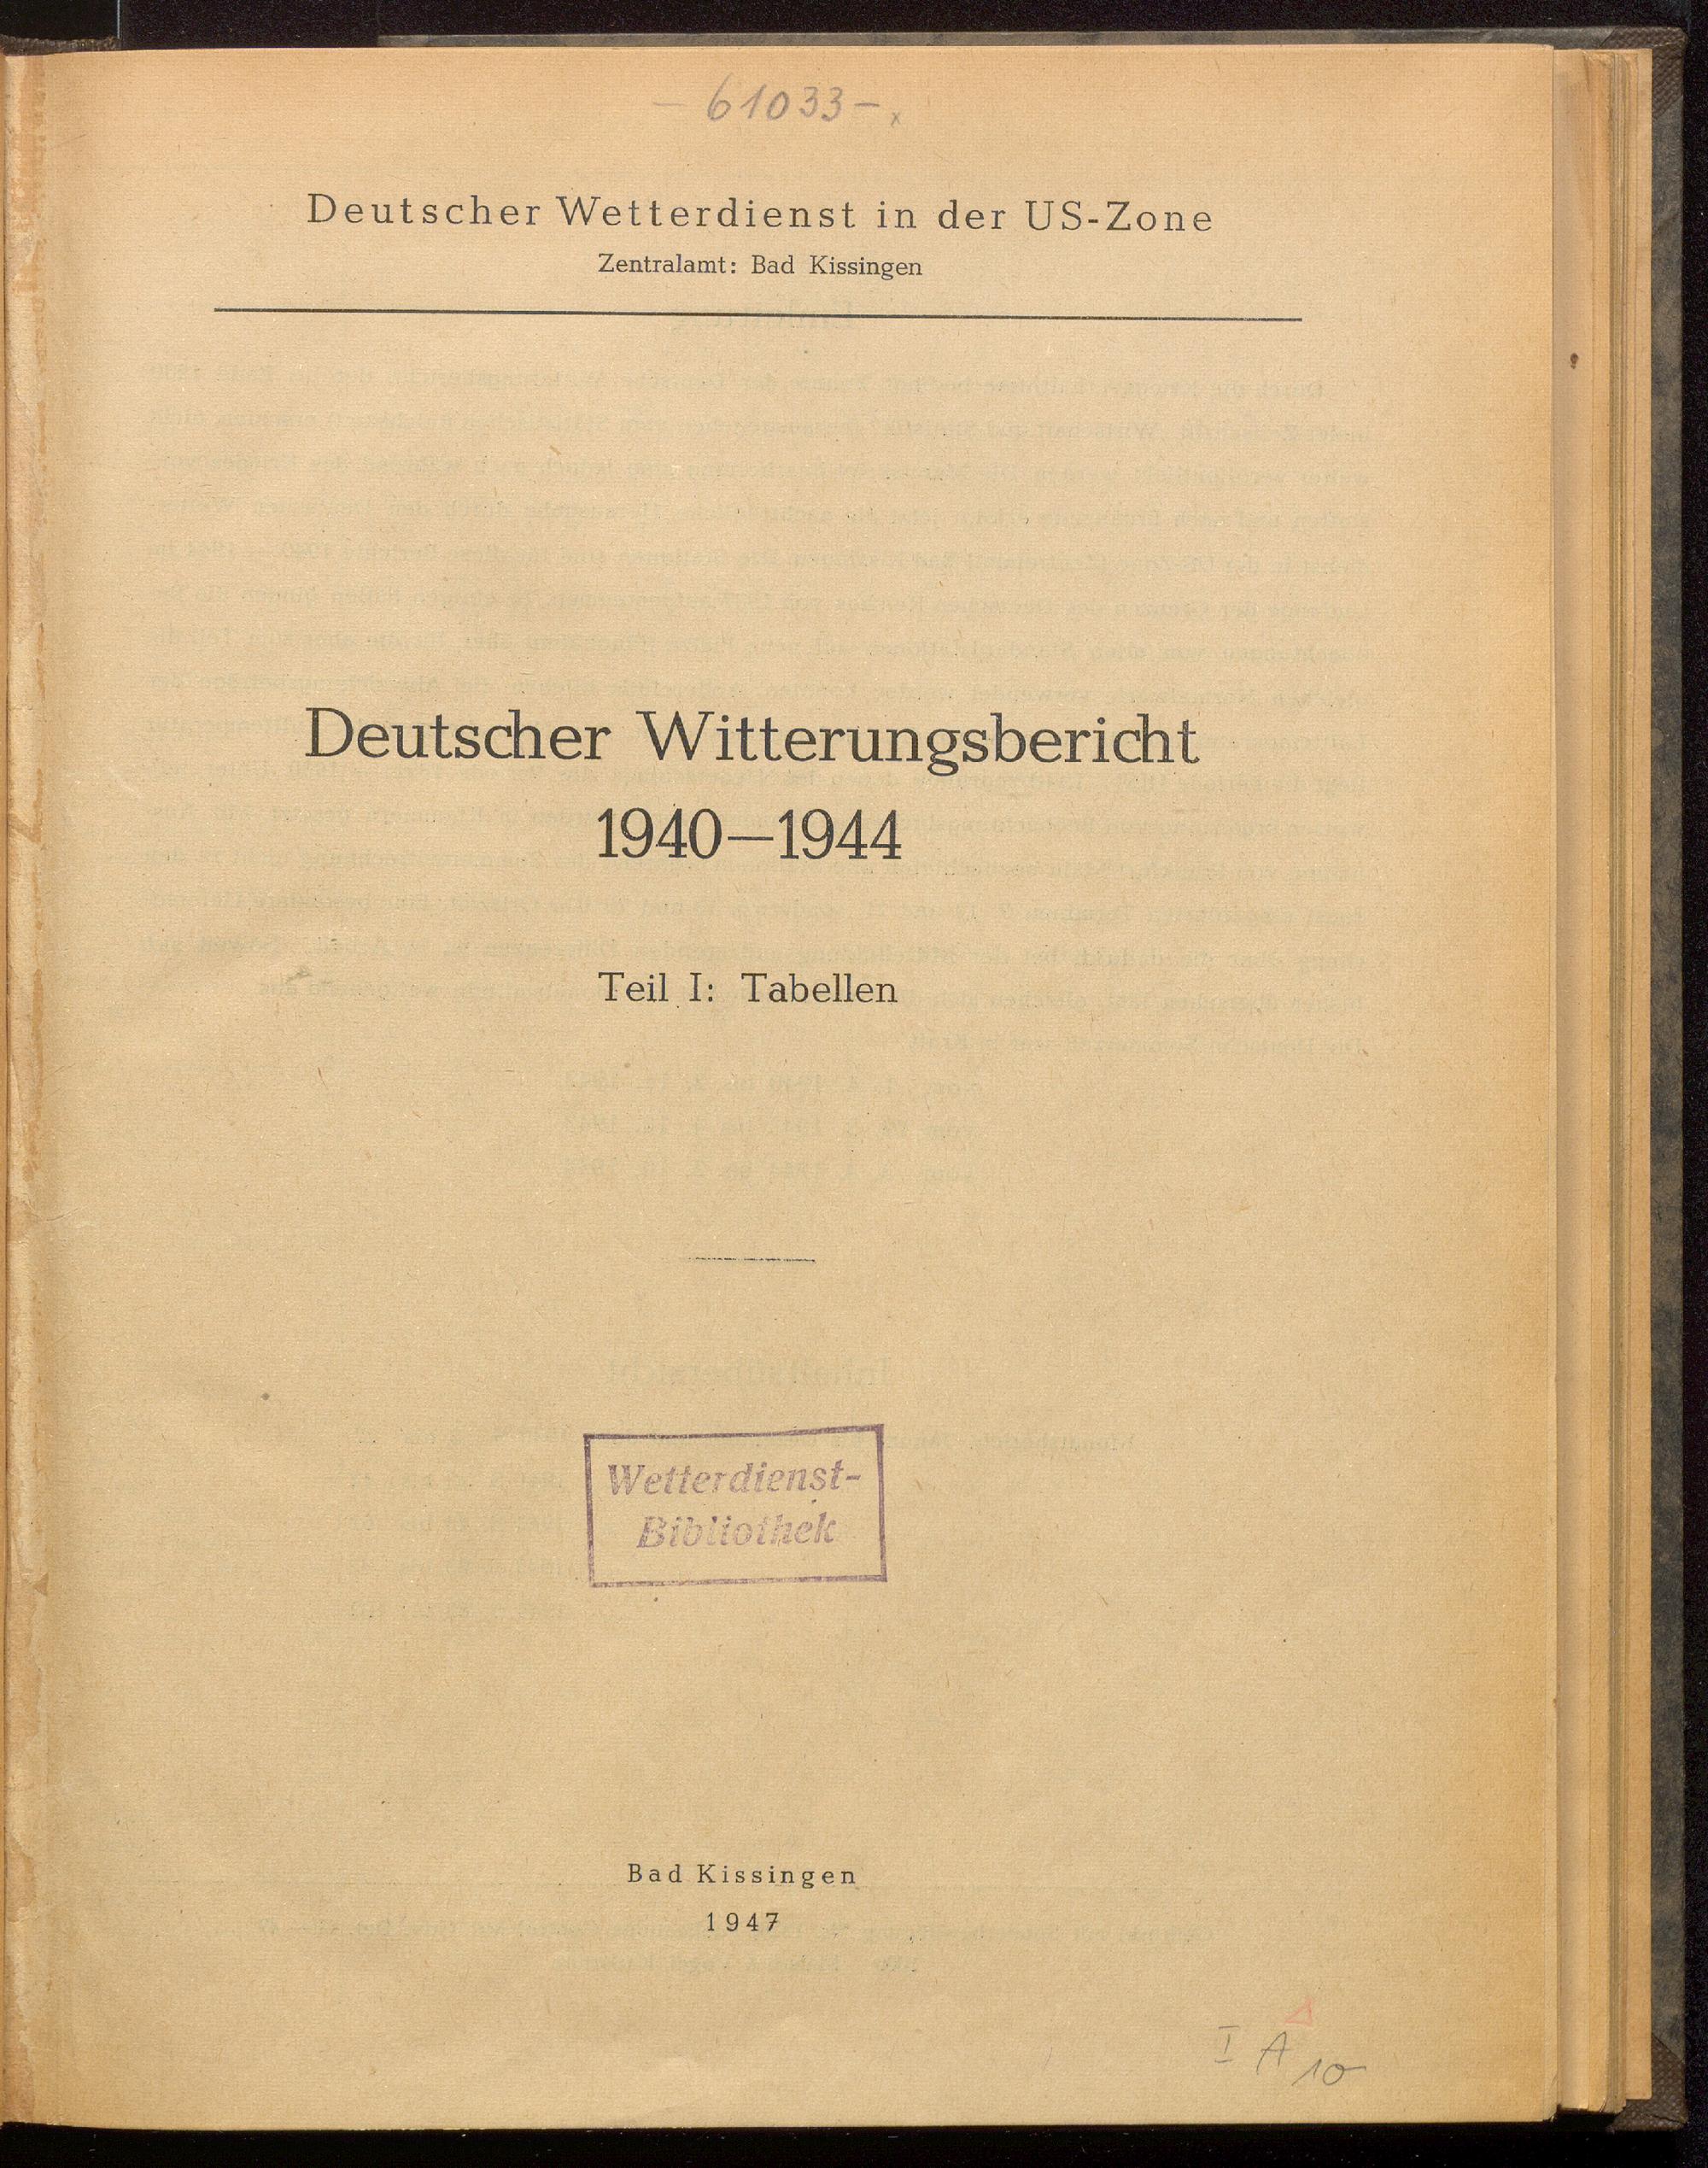 - 61033 - x
Deutscher Wetterdienst in der US-Zone
Zentralamt: Bad Kissingen
Deutscher Witterungsbericht
1940—1944
Teil I: Tabellen
Wetterdienst-
Bibliothek
Bad Kissingen
1947
I A 10